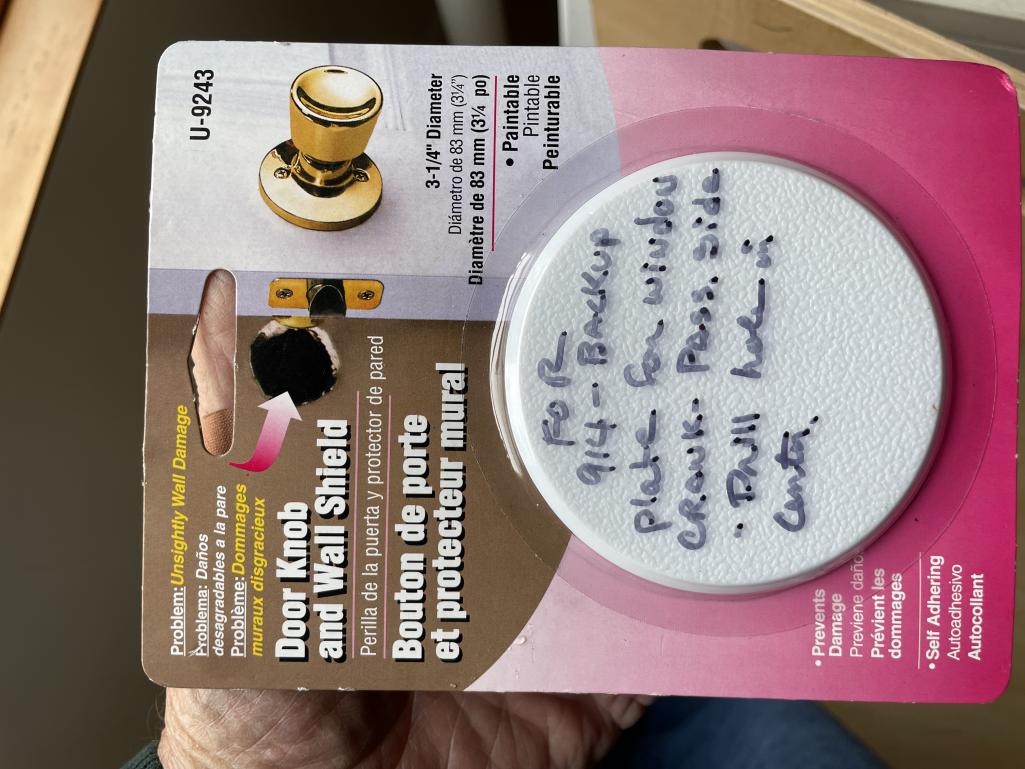 U-9243
3-1/4" Diameter
Diámetro de 83 mm (3¼")
Diamètre de 83 mm (3¼ po)
• Paintable
Pintable
Peinturable
Problem: Unsightly Wall Damage
Problema: Daños
desagradables a la pare
Problème: Dommages
muraux disgracieux
Door Knob
and Wall Shield
Perilla de la puerta y protector de pared
Bouton de porte
et protecteur mural
FOR
914 - BACKUP
plate for window
CRANK - Pass. side
• Drill hole in
Center.
• Prevents
Damage
Previene daño
Prévient les
dommages
• Self Adhering
Autoadhesivo
Autocollant